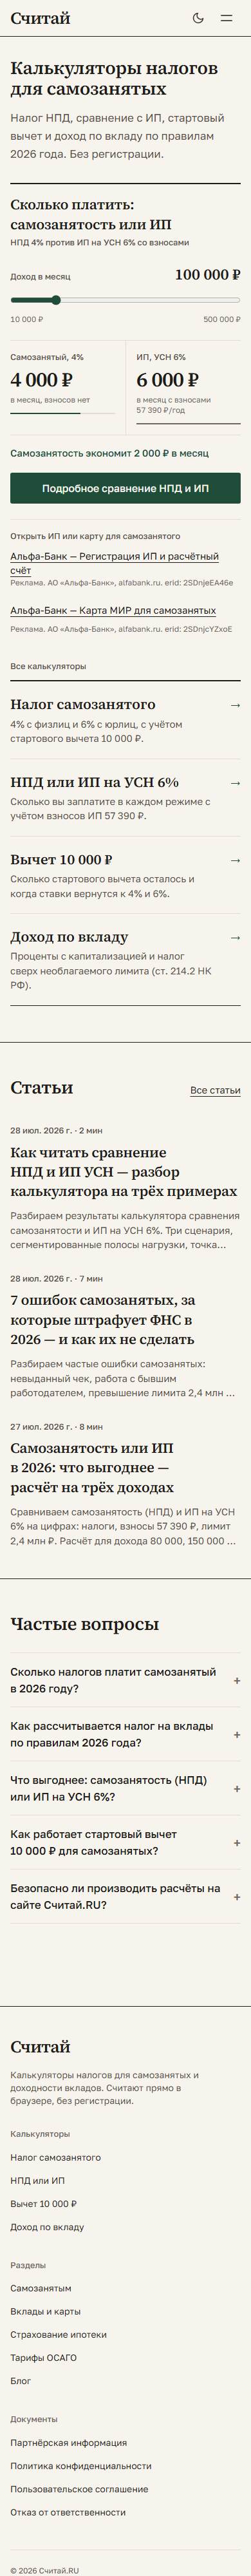 Считай
Калькуляторы налогов
для самозанятых
Налог НПД, сравнение с ИП, стартовый
вычет и доход по вкладу по правилам
2026 года. Без регистрации.
Сколько платить:
самозанятость или ИП
НПД 4% против ИП на УСН 6% со взносами
Доход в месяц
100 000 ₽
10 000 ₽
500 000 ₽
Самозанятый, 4%
4 000 ₽
в месяц, взносов нет
ИП, УСН 6%
6 000 ₽
в месяц с взносами
57 390 ₽/год
Самозанятость экономит 2 000 ₽ в месяц
Подробное сравнение НПД и ИП
Открыть ИП или карту для самозанятого
Альфа-Банк — Регистрация ИП и расчётный
счёт
Реклама. АО «Альфа-Банк», alfabank.ru. erid: 2SDnjeEA46e
Альфа-Банк — Карта МИР для самозанятых
Реклама. АО «Альфа-Банк», alfabank.ru. erid: 2SDnjcYZxoE
Все калькуляторы
Налог самозанятого →
4% с физлиц и 6% с юрлиц, с учётом
стартового вычета 10 000 ₽.
НПД или ИП на УСН 6% →
Сколько вы заплатите в каждом режиме с
учётом взносов ИП 57 390 ₽.
Вычет 10 000 ₽ →
Сколько стартового вычета осталось и
когда ставки вернутся к 4% и 6%.
Доход по вкладу →
Проценты с капитализацией и налог
сверх необлагаемого лимита (ст. 214.2 НК
РФ).
Статьи
Все статьи
28 июл. 2026 г. · 2 мин
Как читать сравнение
НПД и ИП УСН — разбор
калькулятора на трёх примерах
Разбираем результаты калькулятора сравнения
самозанятости и ИП на УСН 6%. Три сценария,
сегментированные полосы нагрузки, точка…
28 июл. 2026 г. · 7 мин
7 ошибок самозанятых, за
которые штрафует ФНС в
2026 — и как их не сделать
Разбираем частые ошибки самозанятых:
невыданный чек, работа с бывшим
работодателем, превышение лимита 2,4 млн …
27 июл. 2026 г. · 8 мин
Самозанятость или ИП
в 2026: что выгоднее —
расчёт на трёх доходах
Сравниваем самозанятость (НПД) и ИП на УСН
6% на цифрах: налоги, взносы 57 390 ₽, лимит
2,4 млн ₽. Расчёт для дохода 80 000, 150 000 …
Частые вопросы
Сколько налогов платит самозанятый
в 2026 году?
+
Как рассчитывается налог на вклады
по правилам 2026 года?
+
Что выгоднее: самозанятость (НПД)
или ИП на УСН 6%?
+
Как работает стартовый вычет
10 000 ₽ для самозанятых?
+
Безопасно ли производить расчёты на
сайте Считай.RU?
+
Считай
Калькуляторы налогов для самозанятых и
доходности вкладов. Считают прямо в
браузере, без регистрации.
Калькуляторы
Налог самозанятого
НПД или ИП
Вычет 10 000 ₽
Доход по вкладу
Разделы
Самозанятым
Вклады и карты
Страхование ипотеки
Тарифы ОСАГО
Блог
Документы
Партнёрская информация
Политика конфиденциальности
Пользовательское соглашение
Отказ от ответственности
© 2026 Считай.RU